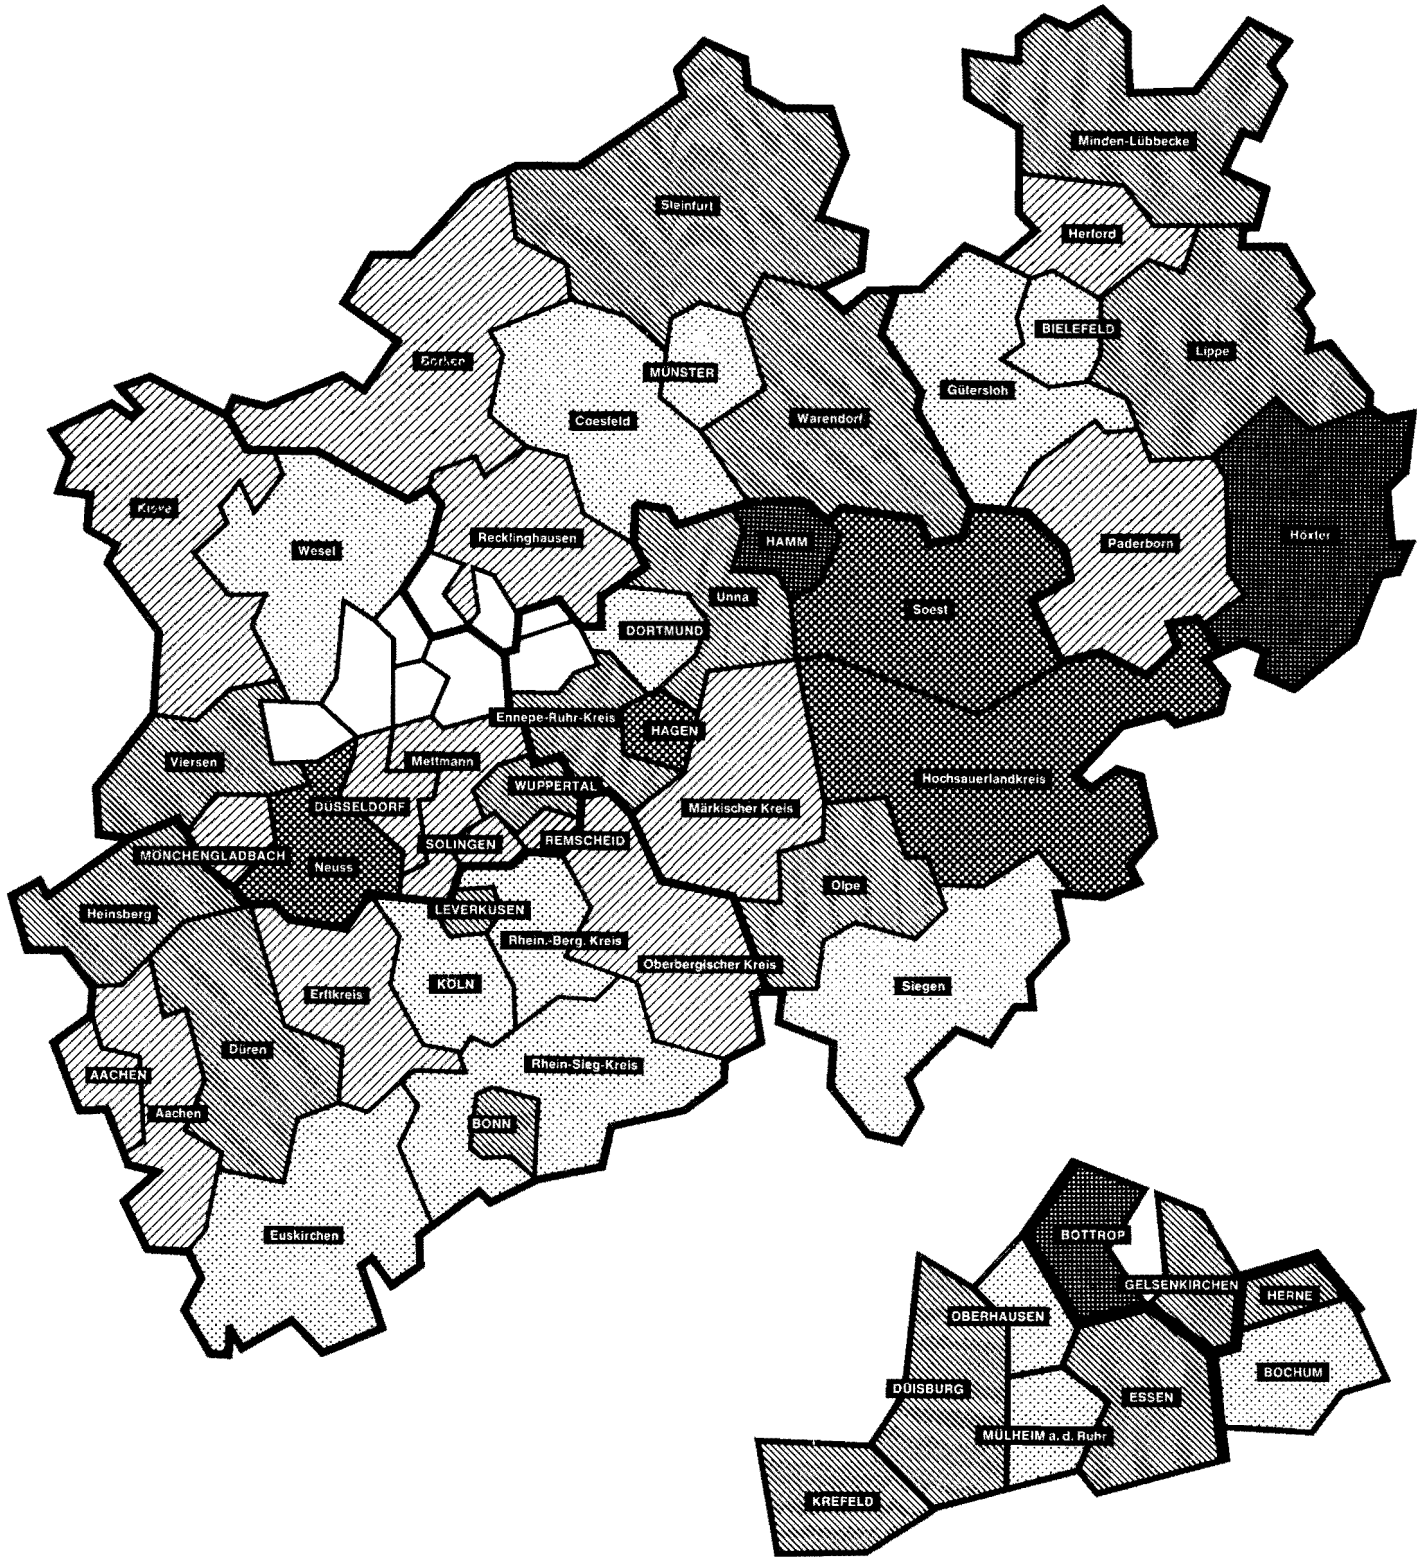 Minden-Lübbecke
Steinfurt
Herford
BIELEFELD
Lippe
Borken
MÜNSTER
Gütersloh
Coesfeld
Warendorf
Kleve
Wesel
Recklinghausen
HAMM
Paderborn
Höxter
Unna
Soest
DORTMUND
Ennepe-Ruhr-Kreis
HAGEN
Viersen
Mettmann
WUPPERTAL
Hochsauerlandkreis
DÜSSELDORF
Märkischer Kreis
SOLINGEN
REMSCHEID
MÖNCHENGLADBACH
Neuss
Olpe
Heinsberg
LEVERKUSEN
Rhein.-Berg. Kreis
Oberbergischer Kreis
KÖLN
Erftkreis
Siegen
Düren
Rhein-Sieg-Kreis
AACHEN
Aachen
BONN
Euskirchen
BOTTROP
GELSENKIRCHEN
HERNE
OBERHAUSEN
BOCHUM
DUISBURG
ESSEN
MÜLHEIM a. d. Ruhr
KREFELD